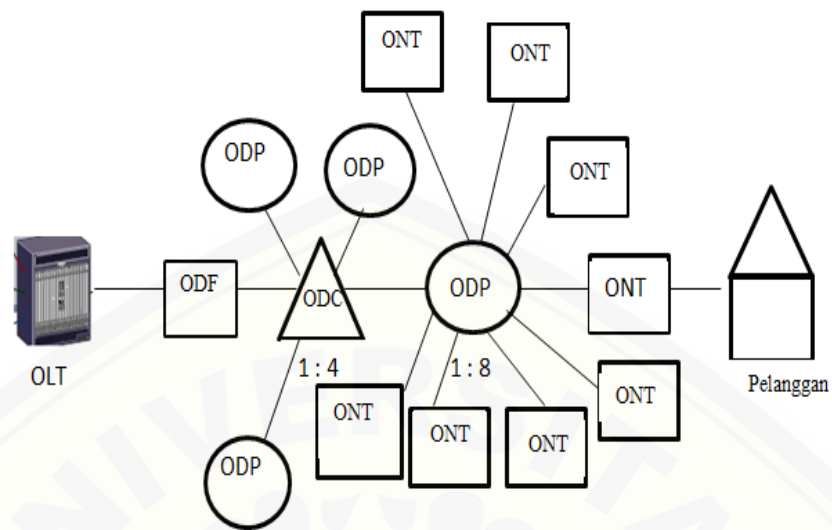 ONT
ONT
ODP
ODP
ONT
ODF
ODC
ODP
ONT
OLT
1 : 4
1 : 8
Pelanggan
ONT
ONT
ONT
ONT
ODP
UNIVERSITA